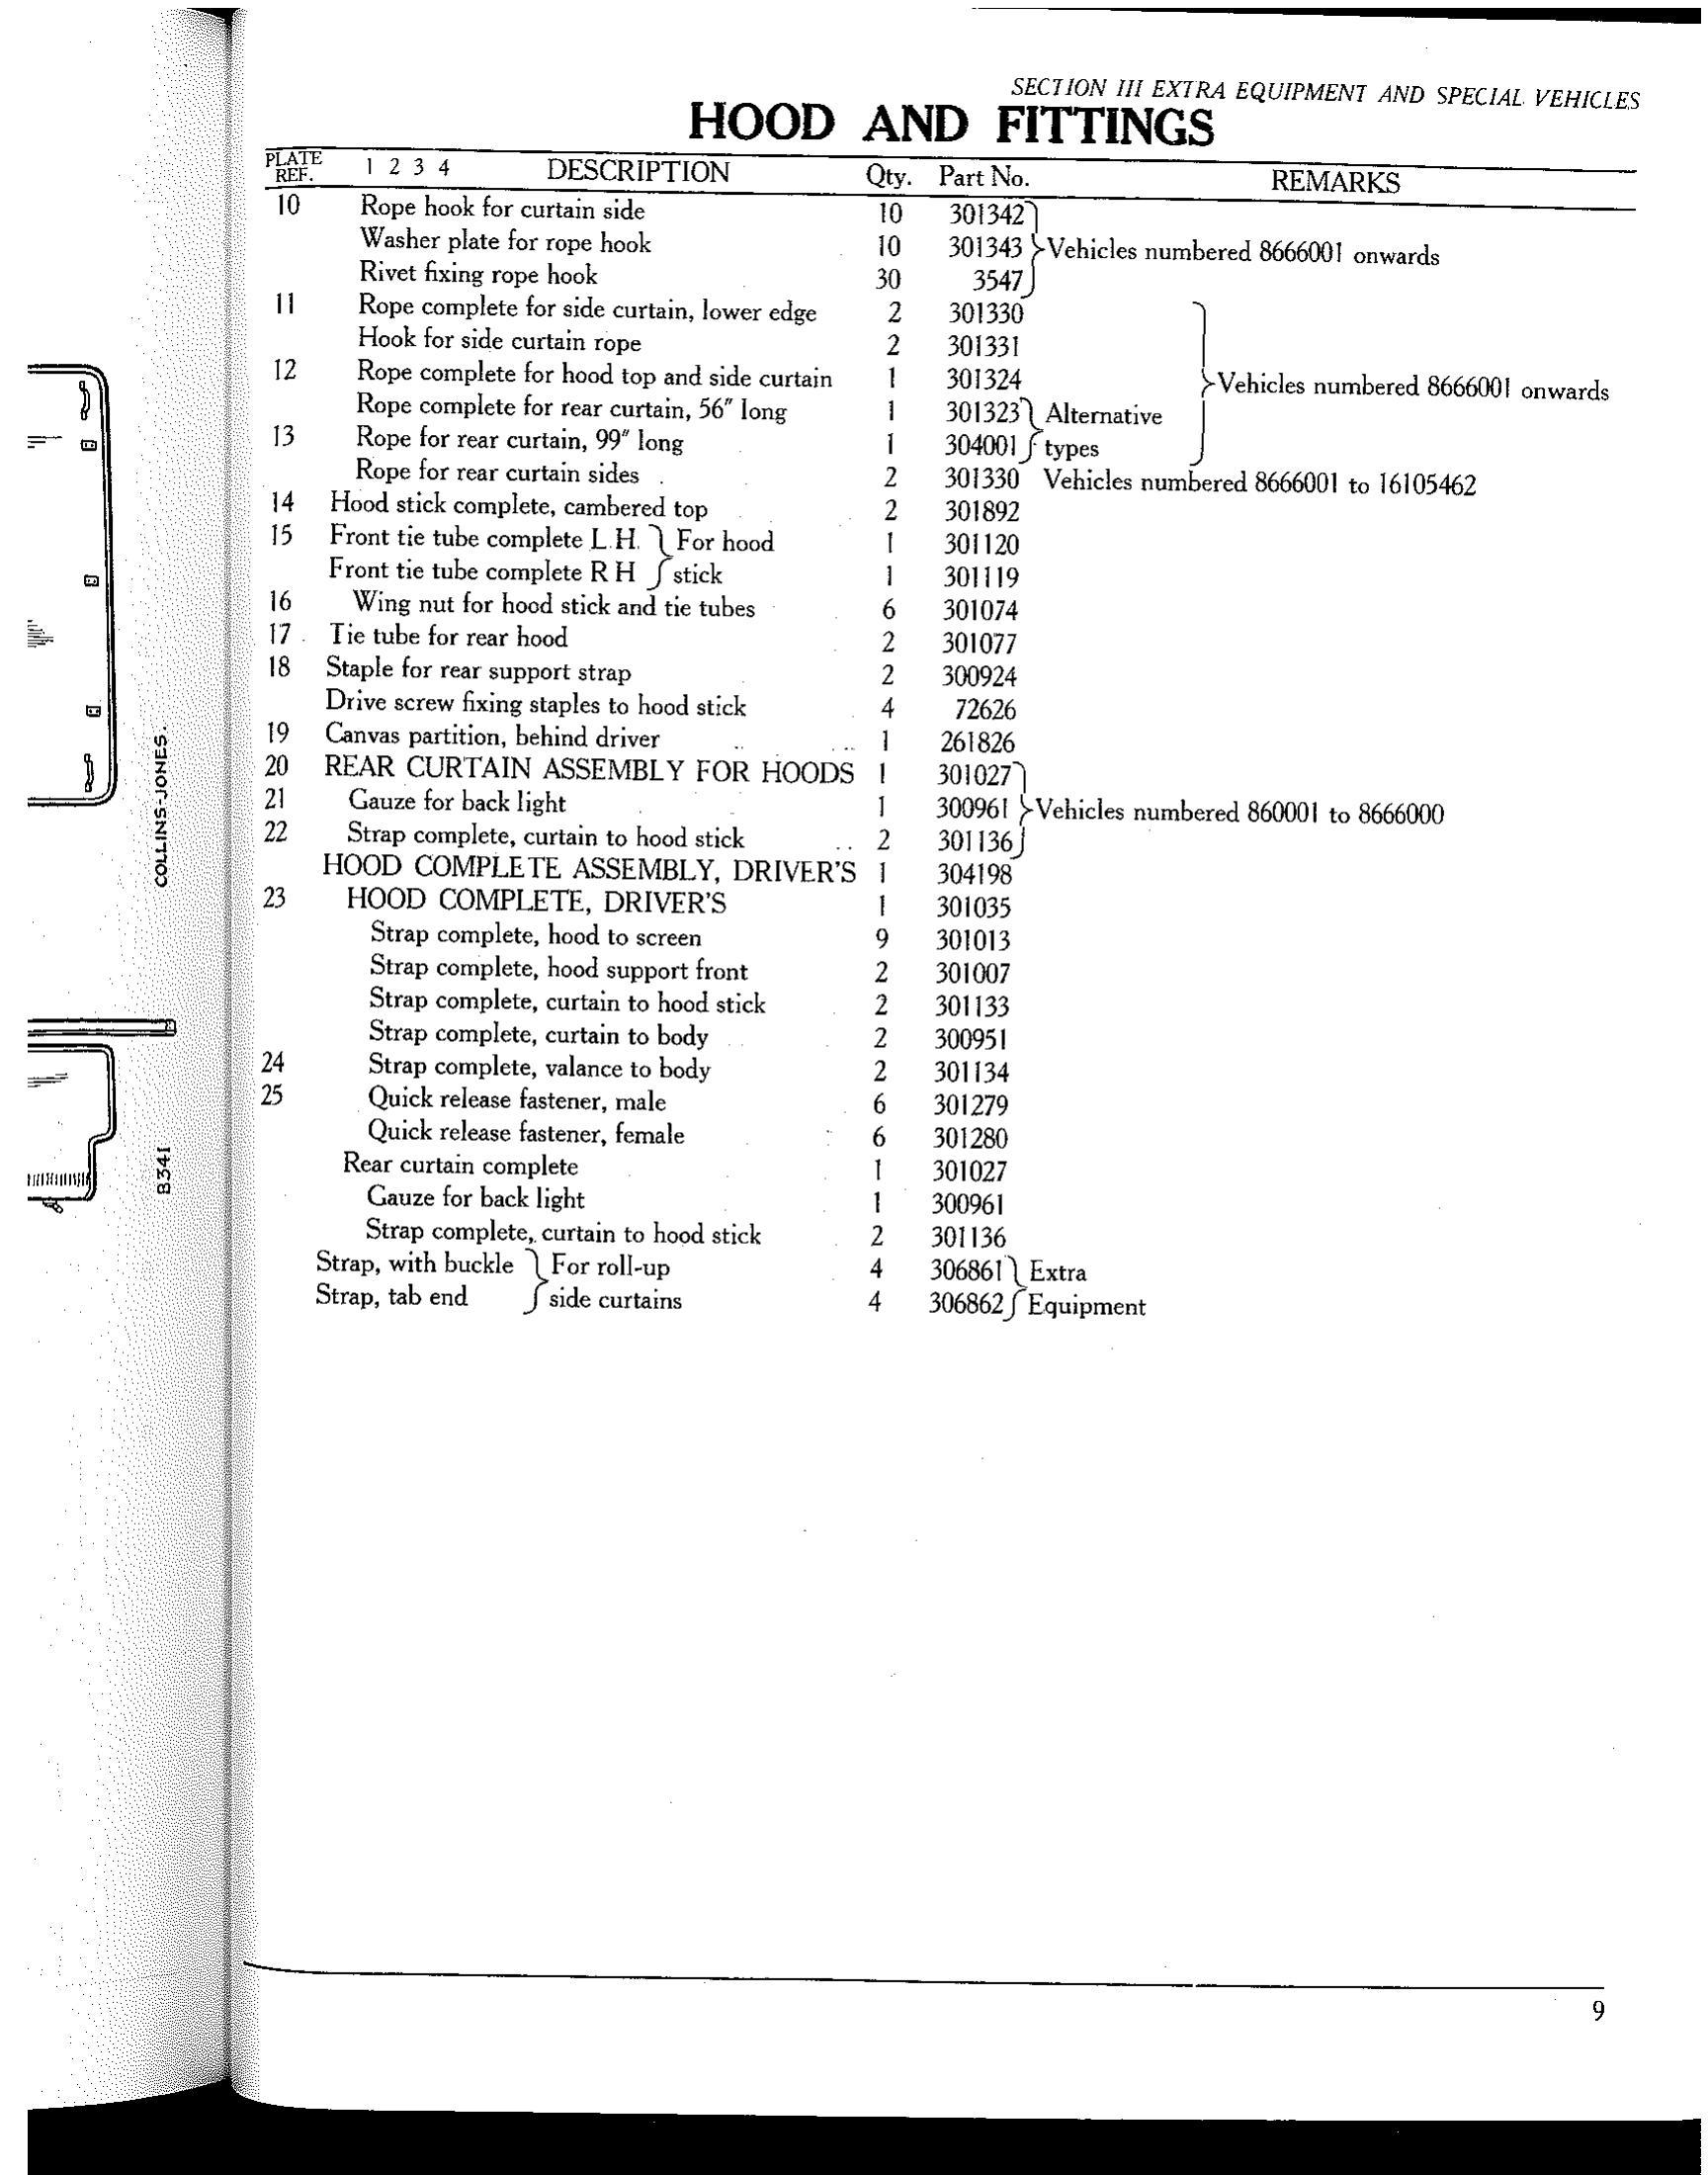 SECTION III EXTRA EQUIPMENT AND SPECIAL VEHICLES
HOOD AND FITTINGS
PLATE REF. 1 2 3 4 DESCRIPTION Qty. Part No. REMARKS
10 Rope hook for curtain side 10 301342
Washer plate for rope hook 10 301343 Vehicles numbered 8666001 onwards
Rivet fixing rope hook 30 3547
11 Rope complete for side curtain, lower edge 2 301330
Hook for side curtain rope 2 301331
12 Rope complete for hood top and side curtain 1 301324 Vehicles numbered 8666001 onwards
Rope complete for rear curtain, 56″ long 1 301323 Alternative
13 Rope for rear curtain, 99″ long 1 304001 types
Rope for rear curtain sides 2 301330 Vehicles numbered 8666001 to 16105462
14 Hood stick complete, cambered top 2 301892
15 Front tie tube complete L.H. For hood 1 301120
Front tie tube complete R H stick 1 301119
16 Wing nut for hood stick and tie tubes 6 301074
17 Tie tube for rear hood 2 301077
18 Staple for rear support strap 2 300924
Drive screw fixing staples to hood stick 4 72626
19 Canvas partition, behind driver .. .. 1 261826
20 REAR CURTAIN ASSEMBLY FOR HOODS 1 301027
21 Gauze for back light 1 300961 Vehicles numbered 860001 to 8666000
22 Strap complete, curtain to hood stick .. 2 301136
HOOD COMPLETE ASSEMBLY, DRIVER'S 1 304198
23 HOOD COMPLETE, DRIVER'S 1 301035
Strap complete, hood to screen 9 301013
Strap complete, hood support front 2 301007
Strap complete, curtain to hood stick 2 301133
Strap complete, curtain to body 2 300951
24 Strap complete, valance to body 2 301134
25 Quick release fastener, male 6 301279
Quick release fastener, female 6 301280
Rear curtain complete 1 301027
Gauze for back light 1 300961
Strap complete, curtain to hood stick 2 301136
Strap, with buckle For roll-up 4 306861 Extra
Strap, tab end side curtains 4 306862 Equipment
9
COLLINS-JONES.
B341